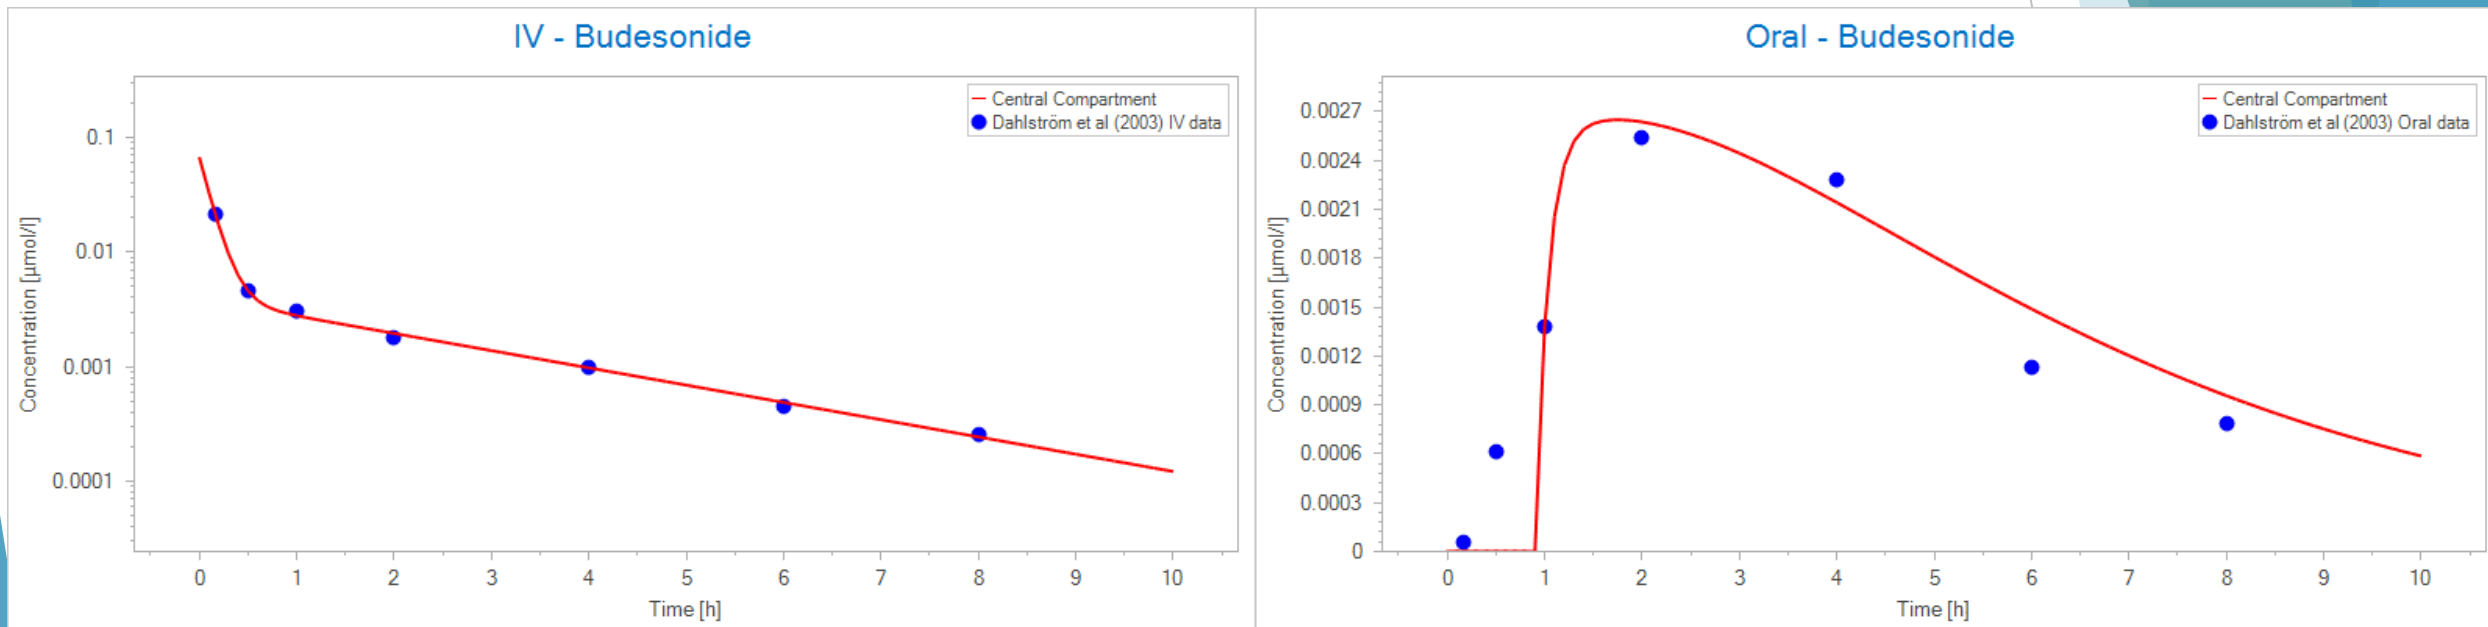 IV - Budesonide
Central Compartment
Dahlström et al (2003) IV data
Concentration [µmol/l]
0.1
0.01
0.001
0.0001
0 1 2 3 4 5 6 7 8 9 10
Time [h]
Oral - Budesonide
Central Compartment
Dahlström et al (2003) Oral data
Concentration [µmol/l]
0.0027
0.0024
0.0021
0.0018
0.0015
0.0012
0.0009
0.0006
0.0003
0
0 1 2 3 4 5 6 7 8 9 10
Time [h]